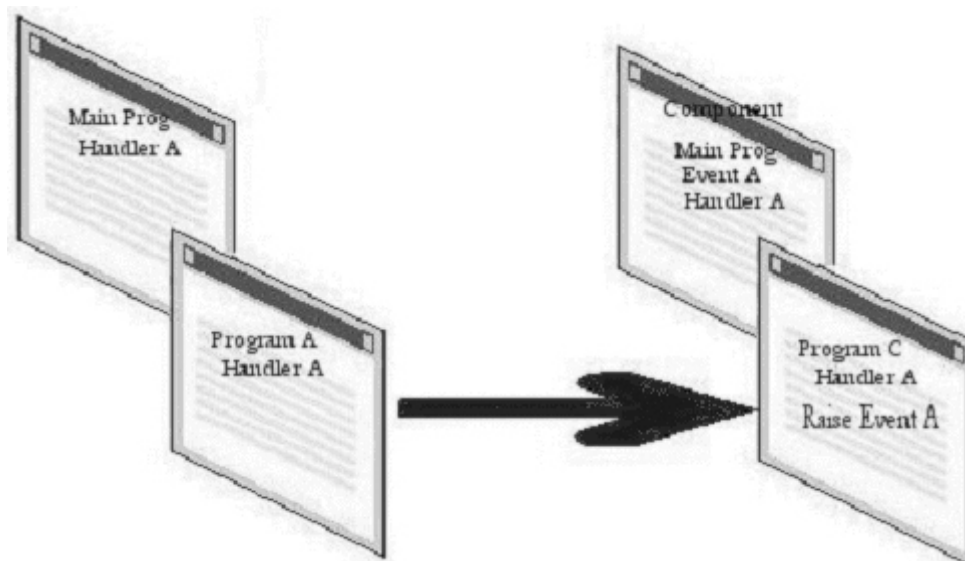 Main Prog
Handler A
Program A
Handler A
Component
Main Prog
Event A
Handler A
Program C
Handler A
Raise Event A